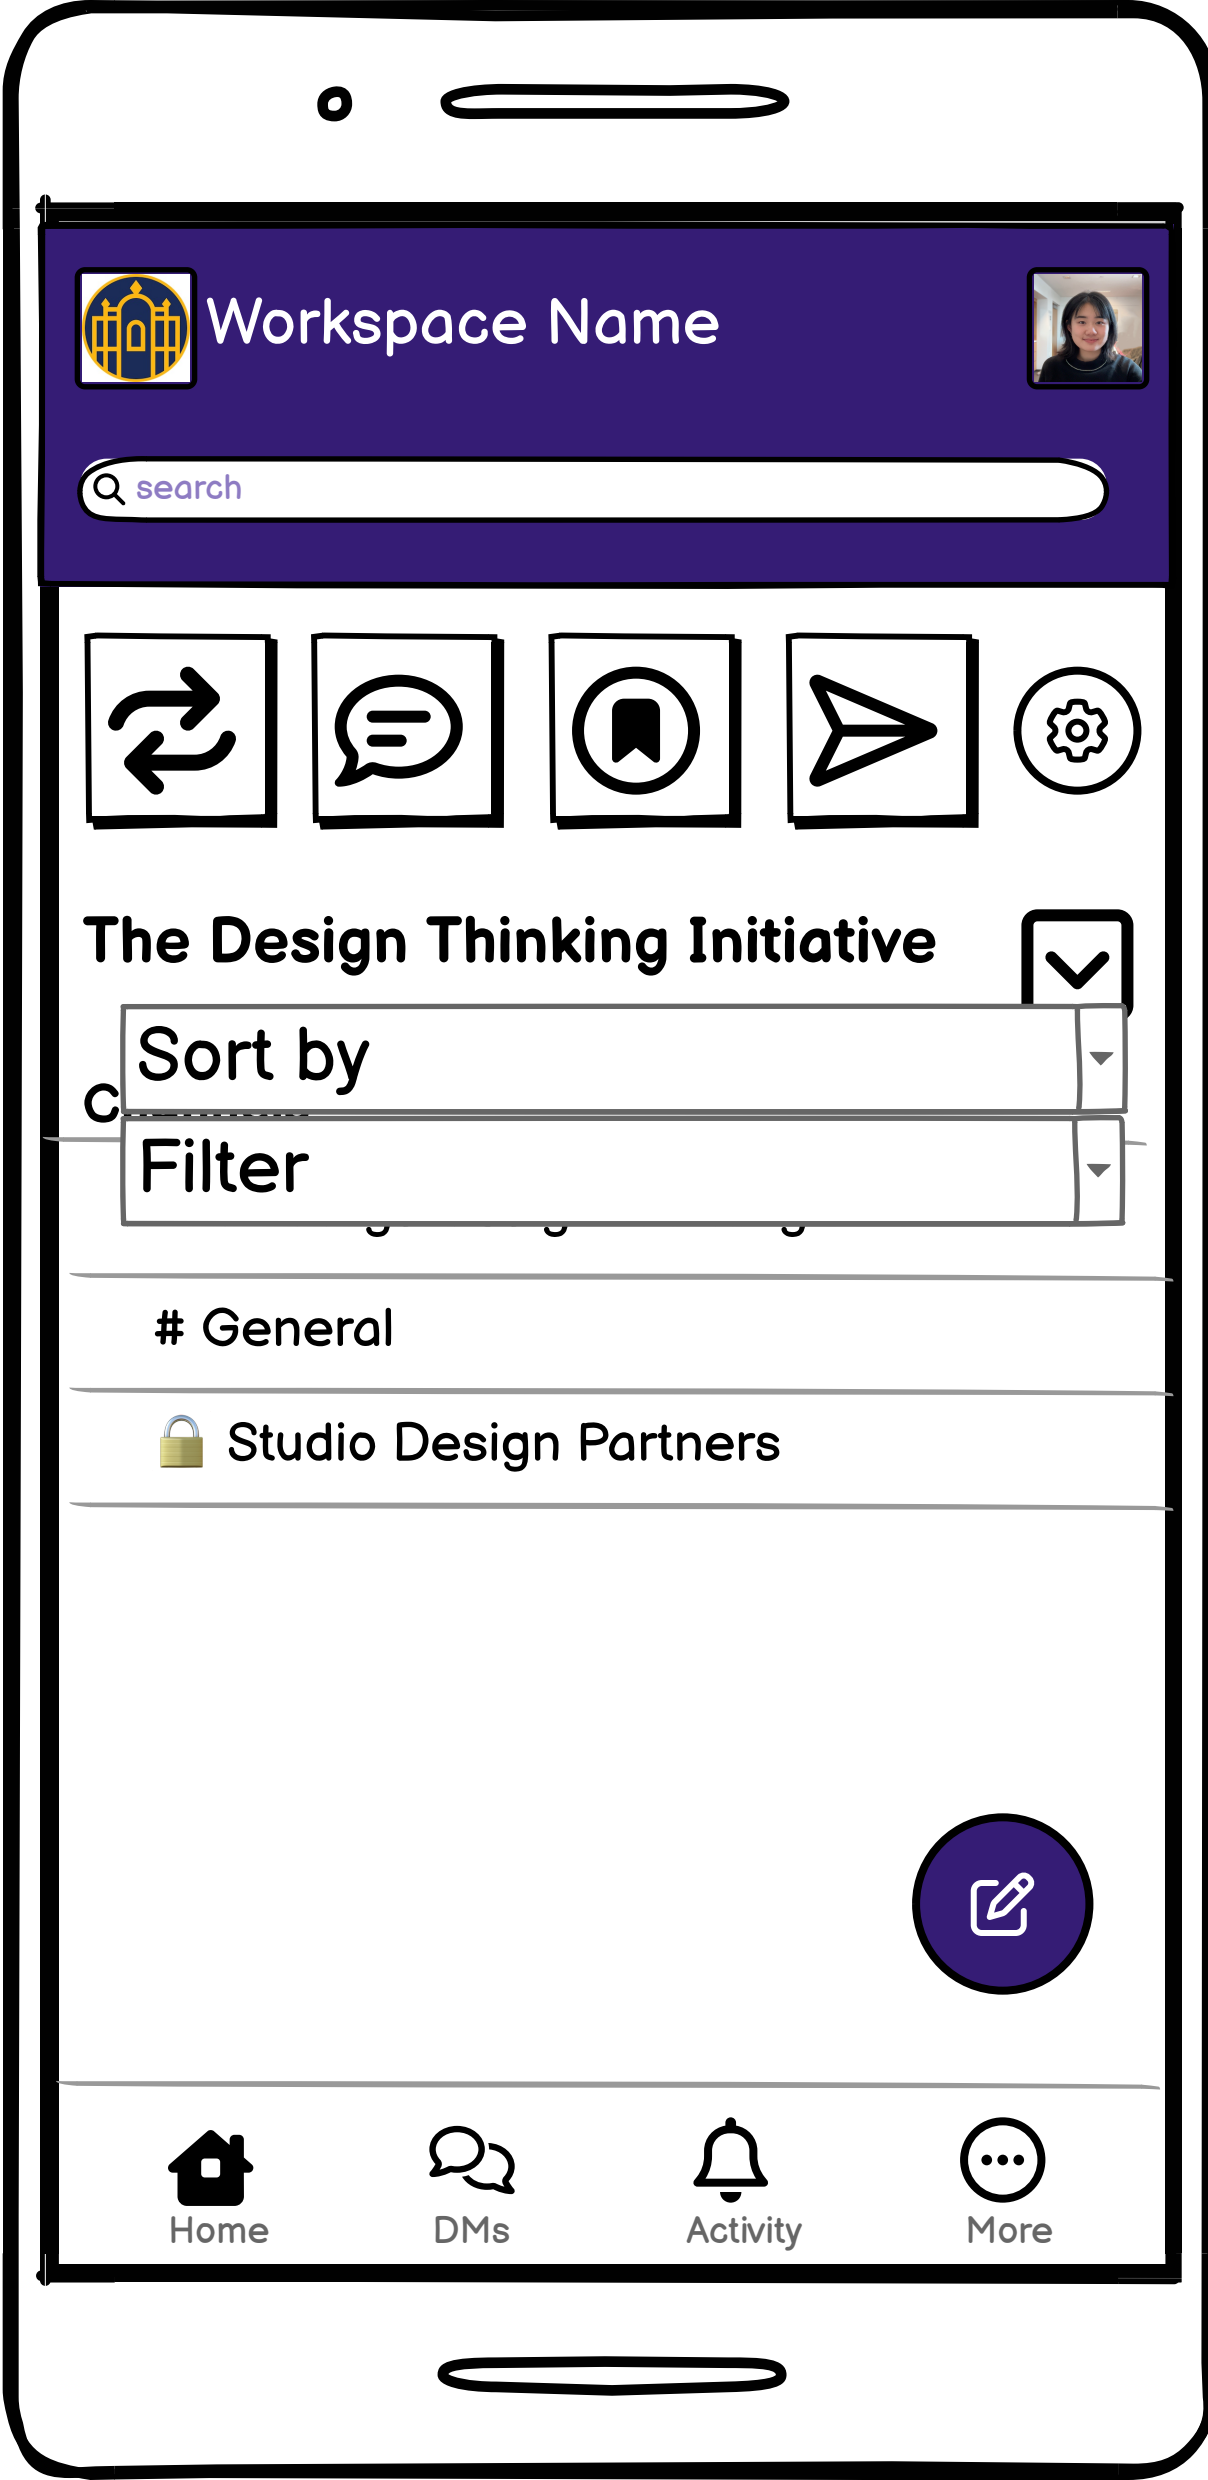 Workspace Name
search
The Design Thinking Initiative
Sort by
Filter
# General
Studio Design Partners
Home DMs Activity More